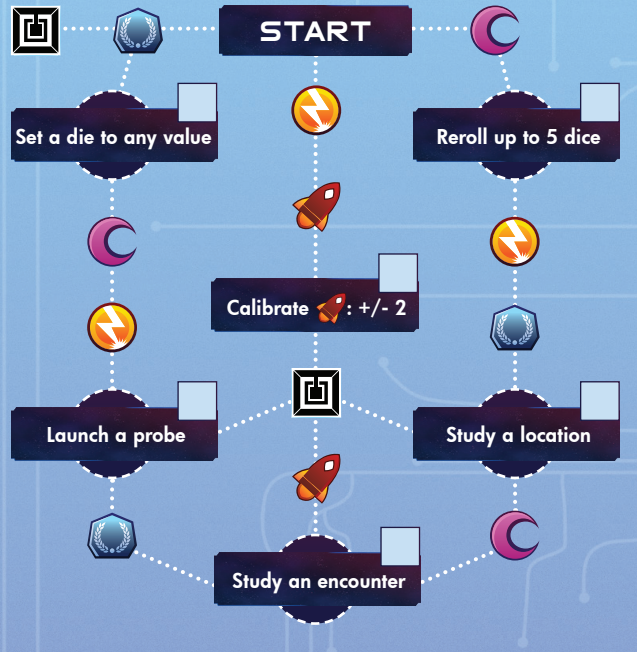 START
Set a die to any value
Reroll up to 5 dice
Calibrate : +/- 2
Launch a probe
Study a location
Study an encounter